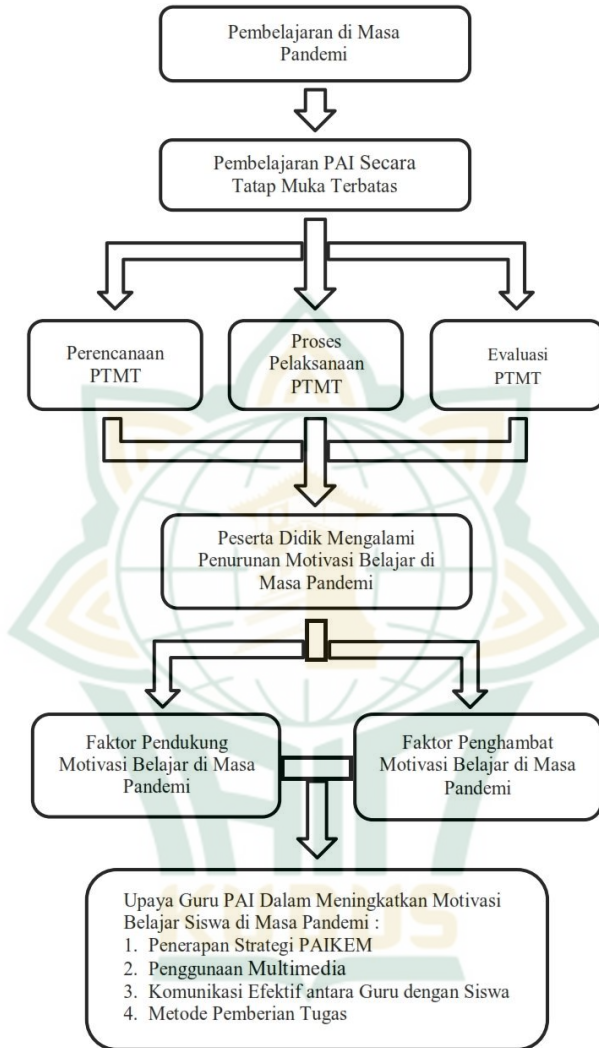 Pembelajaran di Masa
Pandemi
Pembelajaran PAI Secara
Tatap Muka Terbatas
Perencanaan
PTMT
Proses
Pelaksanaan
PTMT
Evaluasi
PTMT
Peserta Didik Mengalami
Penurunan Motivasi Belajar di
Masa Pandemi
Faktor Pendukung
Motivasi Belajar di Masa
Pandemi
Faktor Penghambat
Motivasi Belajar di Masa
Pandemi
Upaya Guru PAI Dalam Meningkatkan Motivasi
Belajar Siswa di Masa Pandemi :
1. Penerapan Strategi PAIKEM
2. Penggunaan Multimedia
3. Komunikasi Efektif antara Guru dengan Siswa
4. Metode Pemberian Tugas
KUDUS